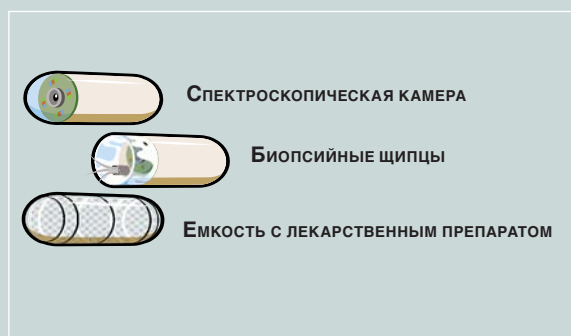 Спектроскопическая камера
Биопсийные щипцы
Емкость с лекарственным препаратом